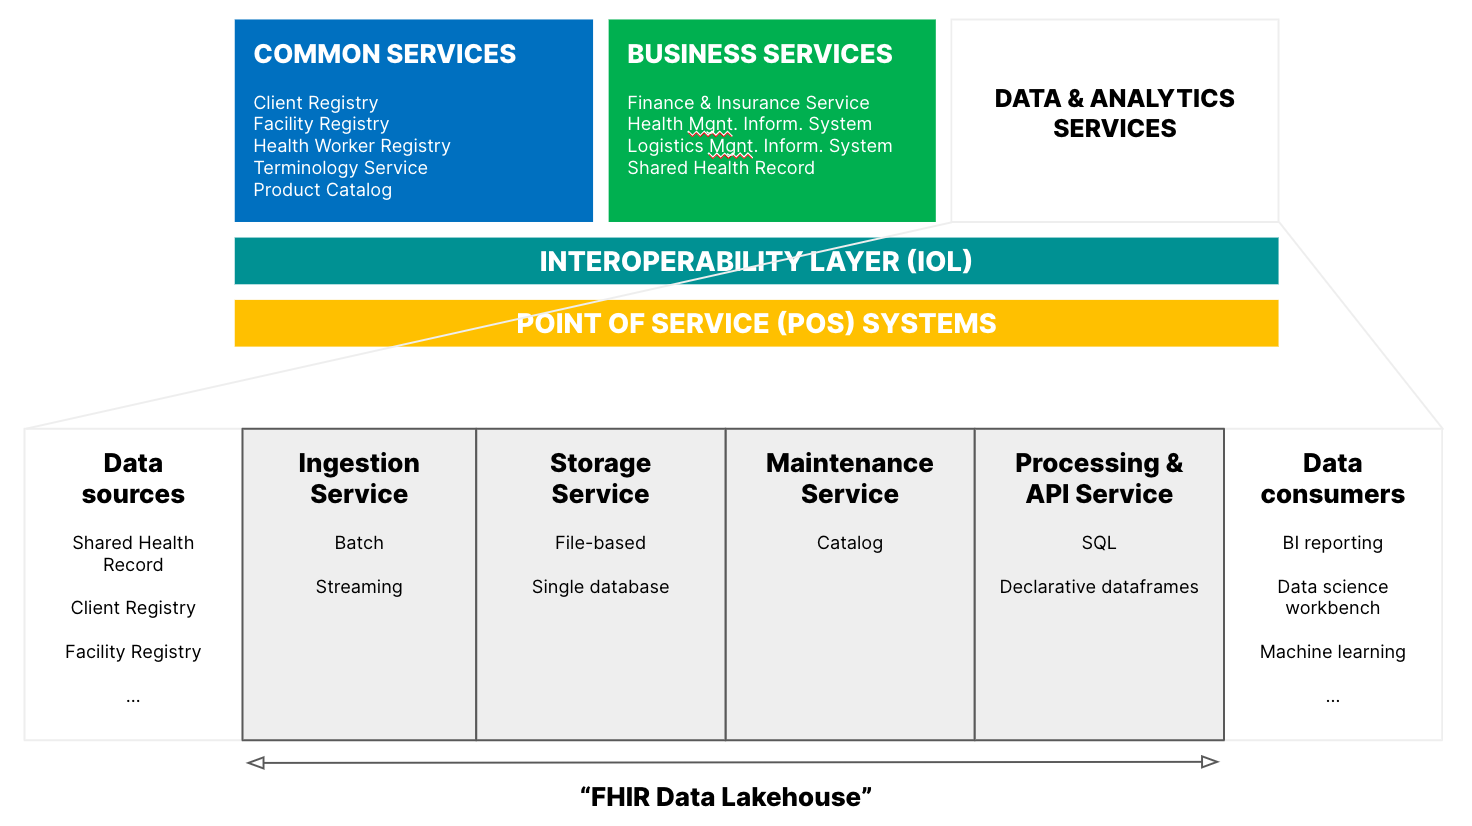 COMMON SERVICES
Client Registry
Facility Registry
Health Worker Registry
Terminology Service
Product Catalog
BUSINESS SERVICES
Finance & Insurance Service
Health Mgnt. Inform. System
Logistics Mgnt. Inform. System
Shared Health Record
DATA & ANALYTICS
SERVICES
INTEROPERABILITY LAYER (IOL)
POINT OF SERVICE (POS) SYSTEMS
Data
sources
Shared Health
Record
Client Registry
Facility Registry
...
Ingestion
Service
Batch
Streaming
Storage
Service
File-based
Single database
Maintenance
Service
Catalog
Processing &
API Service
SQL
Declarative dataframes
Data
consumers
BI reporting
Data science
workbench
Machine learning
...
“FHIR Data Lakehouse”